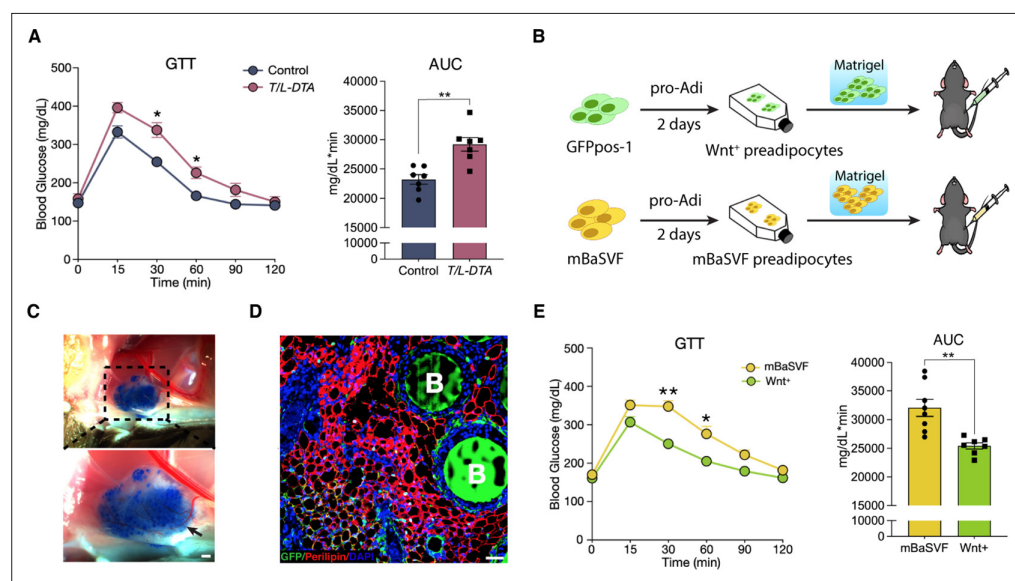 A
GTT
Control
T/L-DTA
Blood Glucose (mg/dL)
500
400
300
200
100
0
*
*
0 15 30 60 90 120
Time (min)
AUC
mg/dL*min
40000
35000
30000
25000
20000
15000
10000
0
**
Control T/L-DTA
B
GFPpos-1
pro-Adi
2 days
Wnt+ preadipocytes
Matrigel
mBaSVF
pro-Adi
2 days
mBaSVF preadipocytes
Matrigel
C
D
B
B
GFP/Perilipin/DAPI
E
GTT
mBaSVF
Wnt+
Blood Glucose (mg/dL)
500
400
300
200
100
0
**
*
0 15 30 60 90 120
Time (min)
AUC
mg/dL*min
40000
35000
30000
25000
20000
15000
10000
0
**
mBaSVF Wnt+